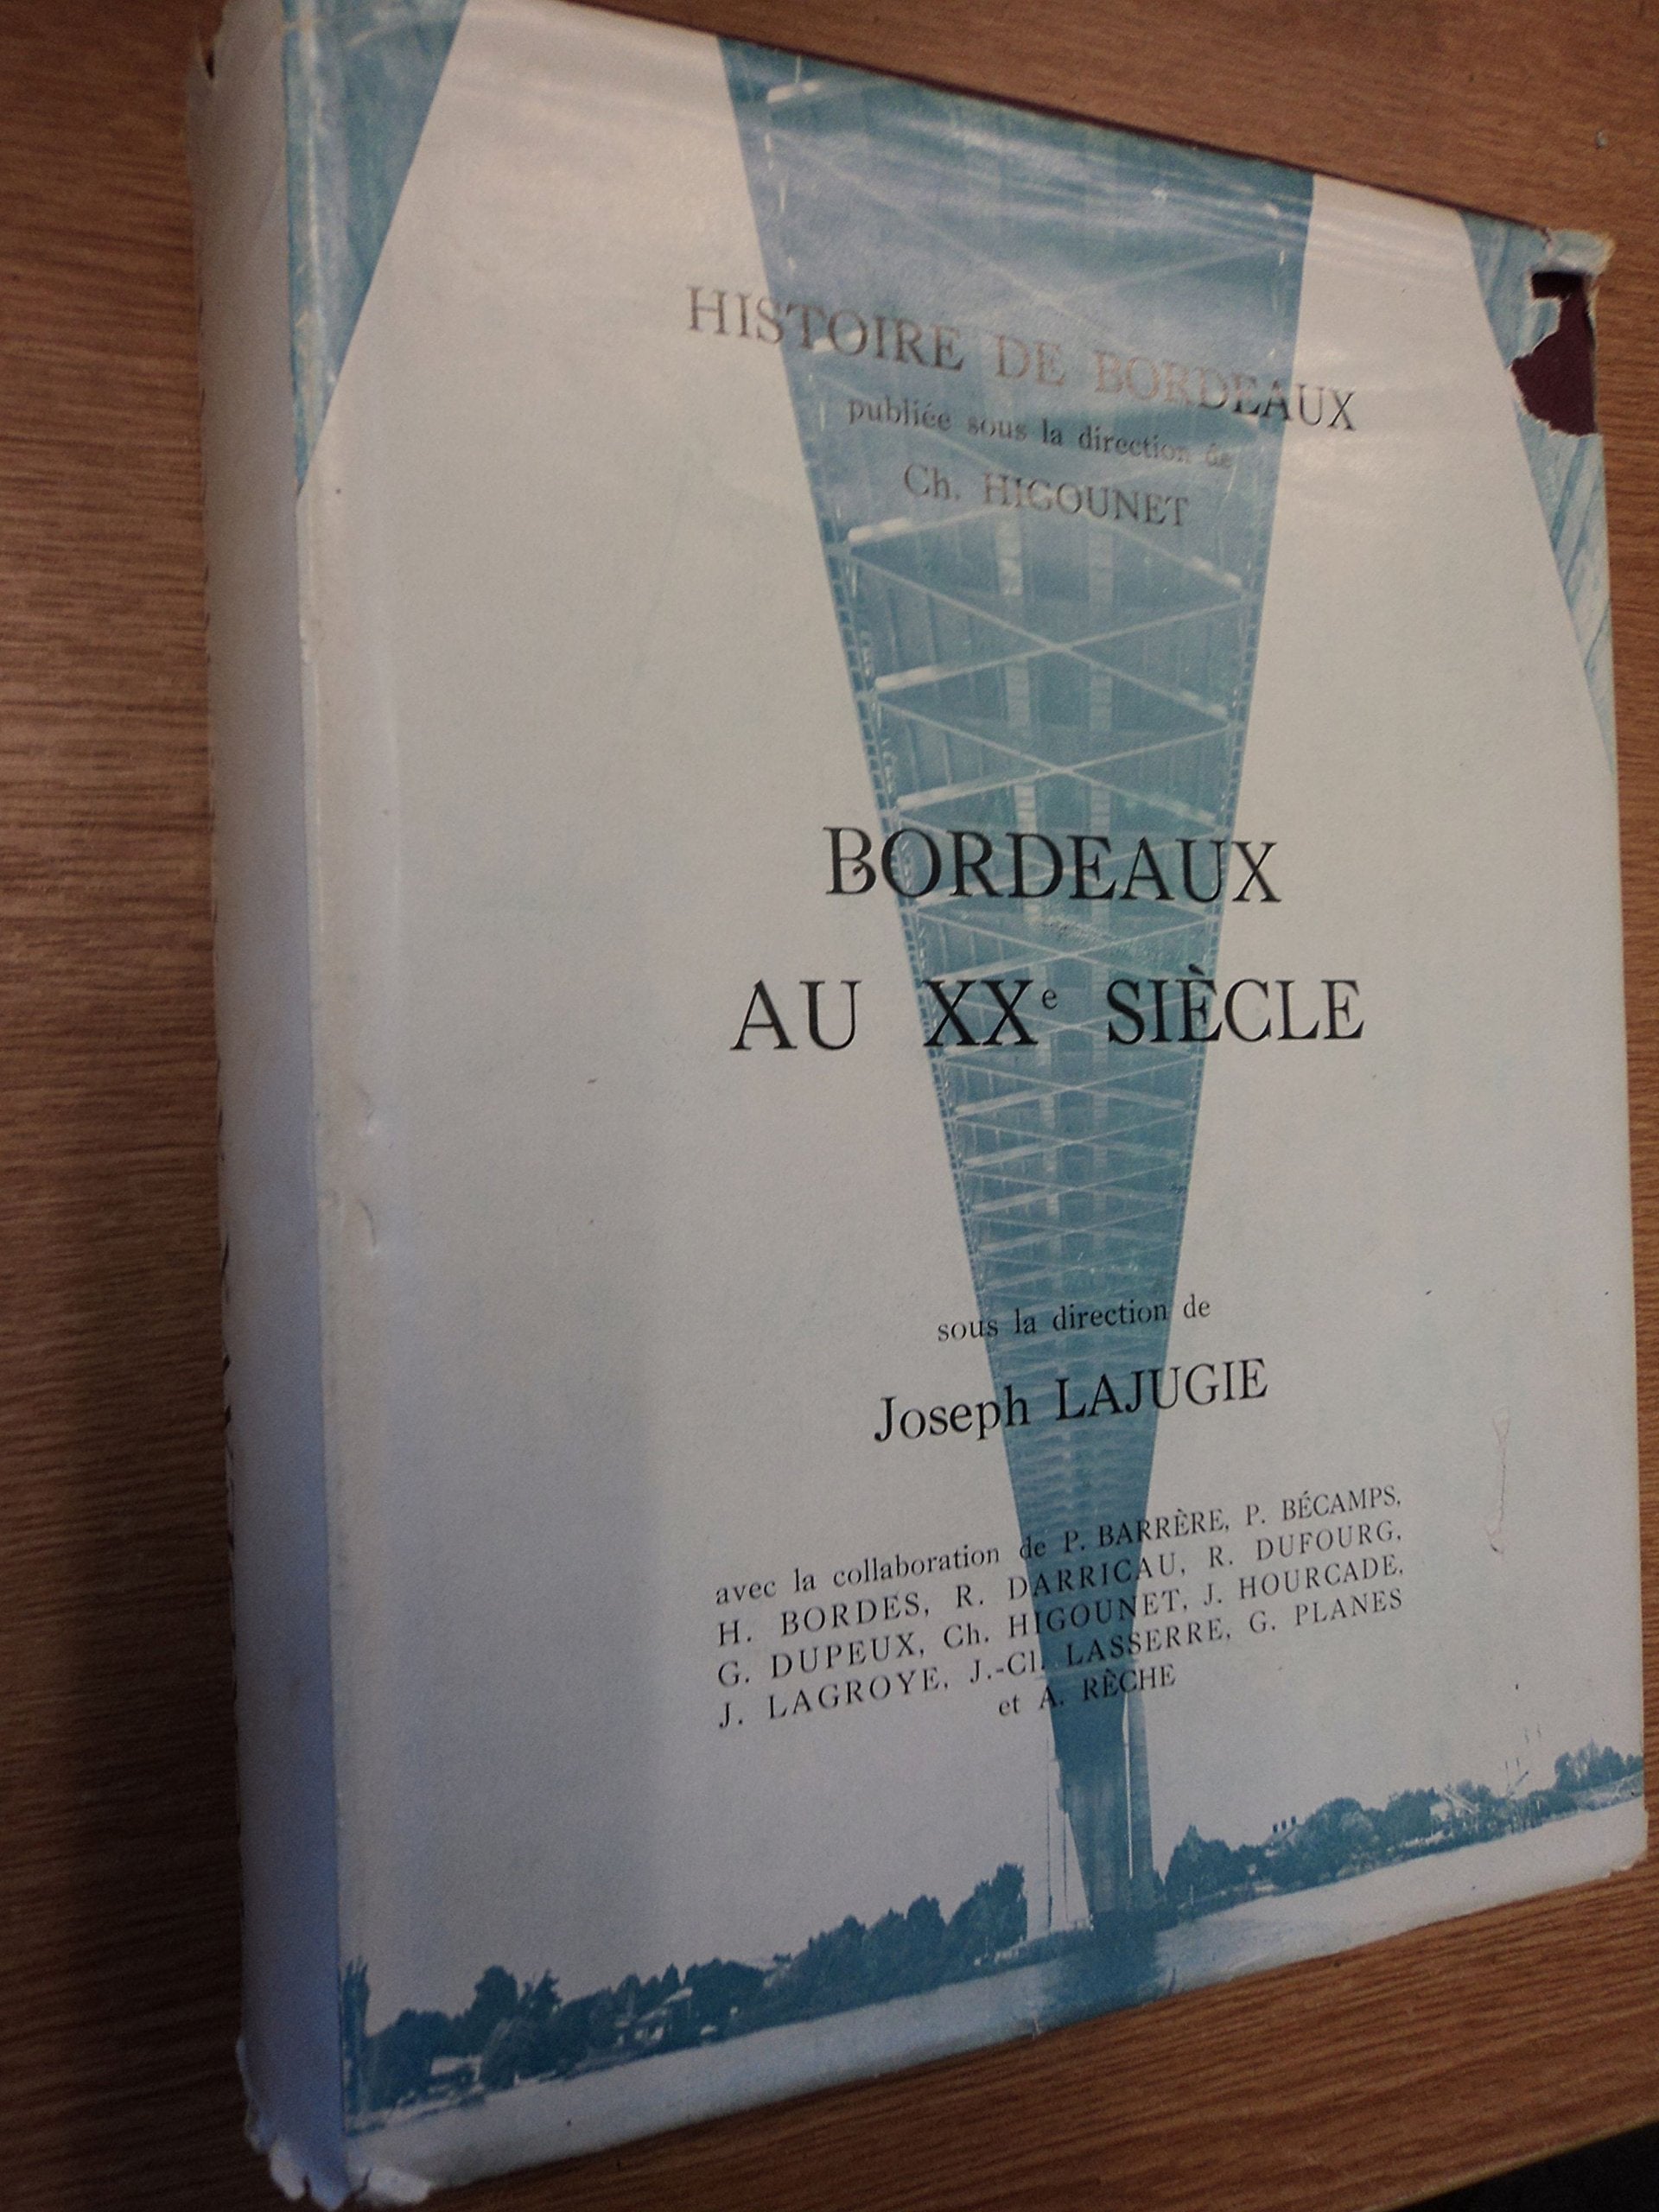 HISTOIRE DE BORDEAUX
publiée sous la direction de
Ch. HIGOUNET
BORDEAUX
AU XXe SIÈCLE
sous la direction de
Joseph LAJUGIE
avec la collaboration de P. BARRÈRE, P. BÉCAMPS,
H. BORDES, R. DARRICAU, R. DUFOURG,
G. DUPEUX, Ch. HIGOUNET, J. HOURCADE,
J. LAGROYE, J.-Cl. LASSERRE, G. PLANES
et A. RÈCHE